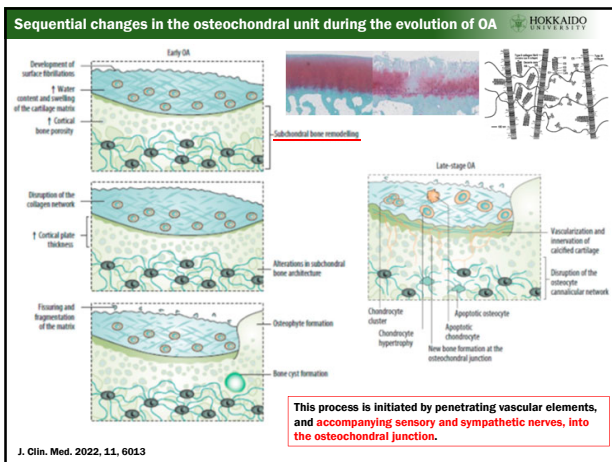 Sequential changes in the osteochondral unit during the evolution of OA
HOKKAIDO
UNIVERSITY
Early OA
Development of
surface fibrillations
↑ Water
content and swelling
of the cartilage matrix
↑ Cortical
bone porosity
Subchondral bone remodelling
Disruption of the
collagen network
↑ Cortical plate
thickness
Alterations in subchondral
bone architecture
Fissuring and
fragmentation
of the matrix
Osteophyte formation
Bone cyst formation
Late-stage OA
Vascularization and
innervation of
calcified cartilage
Disruption of the
osteocyte
cannalicular network
Chondrocyte
cluster
Chondrocyte
hypertrophy
Apoptotic osteocyte
Apoptotic
chondrocyte
New bone formation at the
osteochondral junction
This process is initiated by penetrating vascular elements,
and accompanying sensory and sympathetic nerves, into
the osteochondral junction.
J. Clin. Med. 2022, 11, 6013